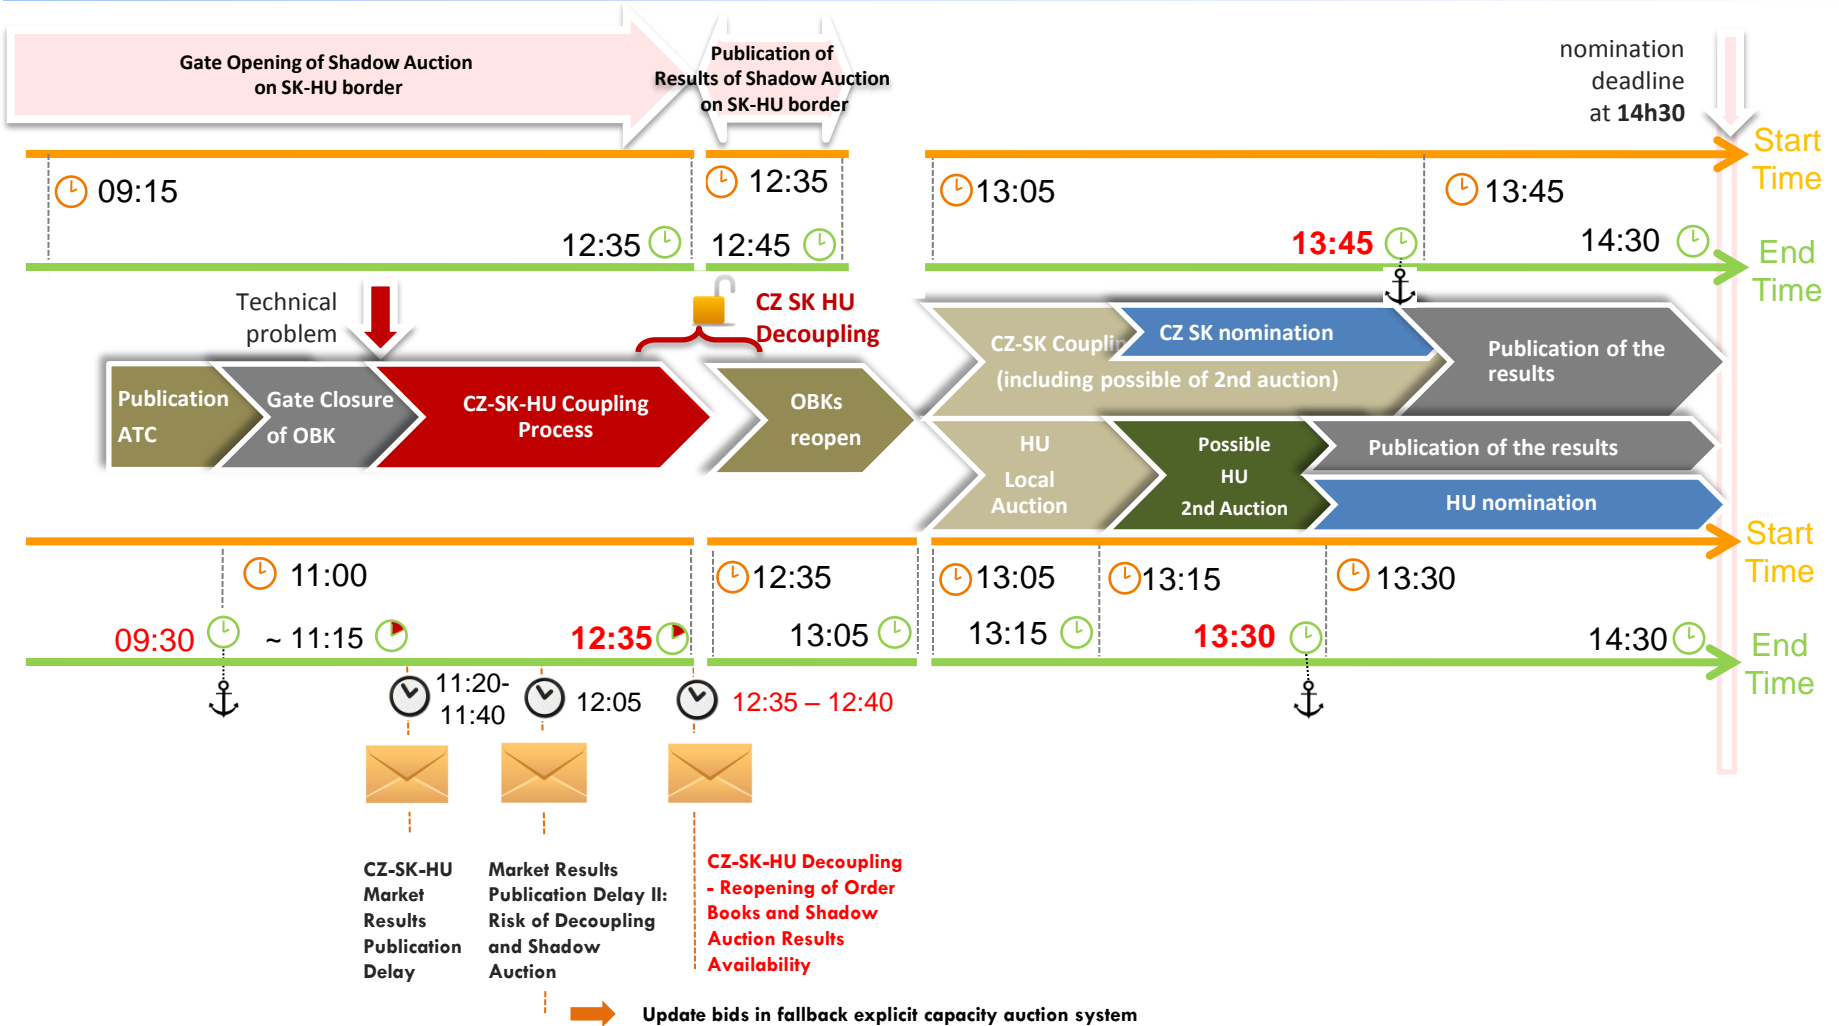 Gate Opening of Shadow Auction
on SK-HU border
Publication of
Results of Shadow Auction
on SK-HU border
nomination
deadline
at 14h30
Start
Time
09:15
12:35
12:35
12:45
13:05
13:45
13:45
14:30
End
Time
Technical
problem
CZ SK HU
Decoupling
Publication
ATC
Gate Closure
of OBK
CZ-SK-HU Coupling
Process
OBKs
reopen
CZ-SK Couplin
(including possible of 2nd auction)
CZ SK nomination
Publication of the
results
HU
Local
Auction
Possible
HU
2nd Auction
Publication of the results
HU nomination
Start
Time
11:00
12:35
13:05
13:15
13:30
09:30
~ 11:15
12:35
13:05
13:15
13:30
14:30
End
Time
11:20-
11:40
12:05
12:35 – 12:40
CZ-SK-HU
Market
Results
Publication
Delay
Market Results
Publication Delay II:
Risk of Decoupling
and Shadow
Auction
CZ-SK-HU Decoupling
- Reopening of Order
Books and Shadow
Auction Results
Availability
Update bids in fallback explicit capacity auction system